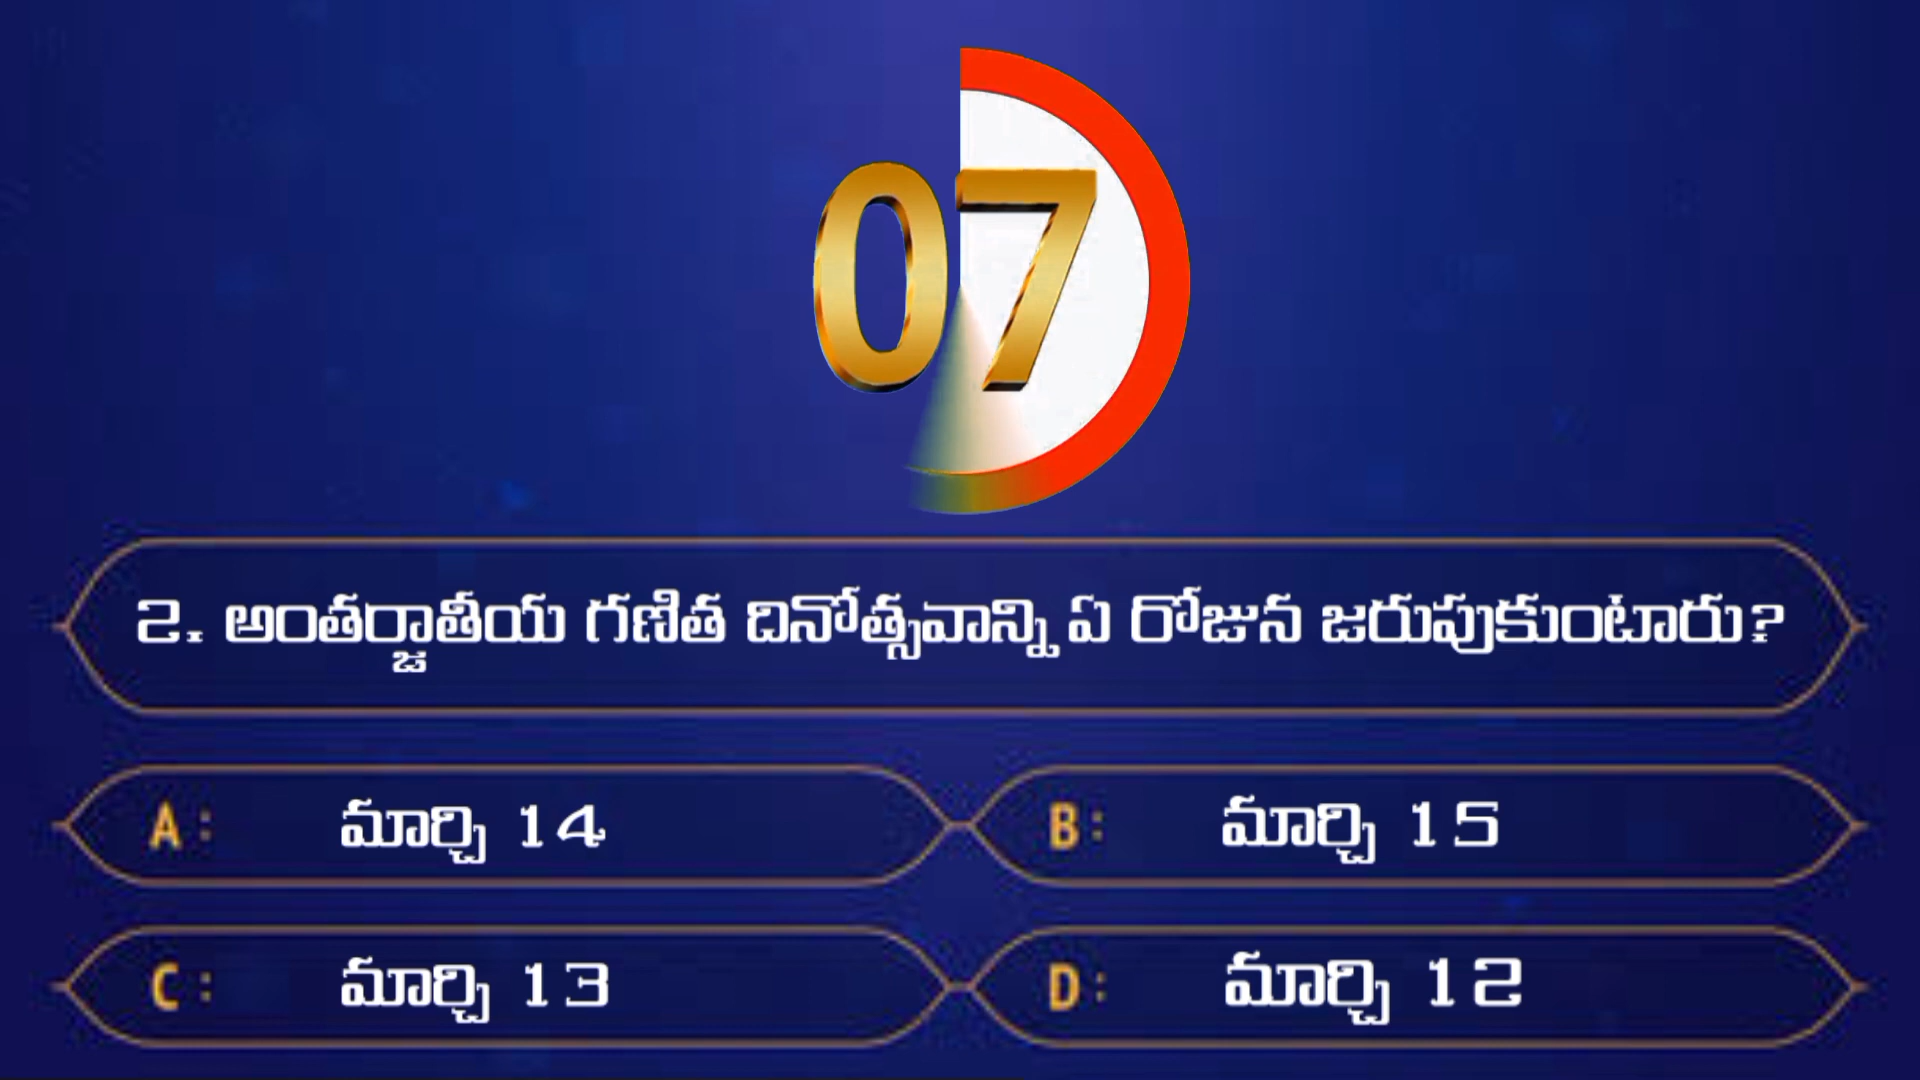 07
2. అంతర్జాతీయ గణిత దినోత్సవాన్ని ఏ రోజున జరుపుకుంటారు?
A : మార్చి 14
B : మార్చి 15
C : మార్చి 13
D : మార్చి 12